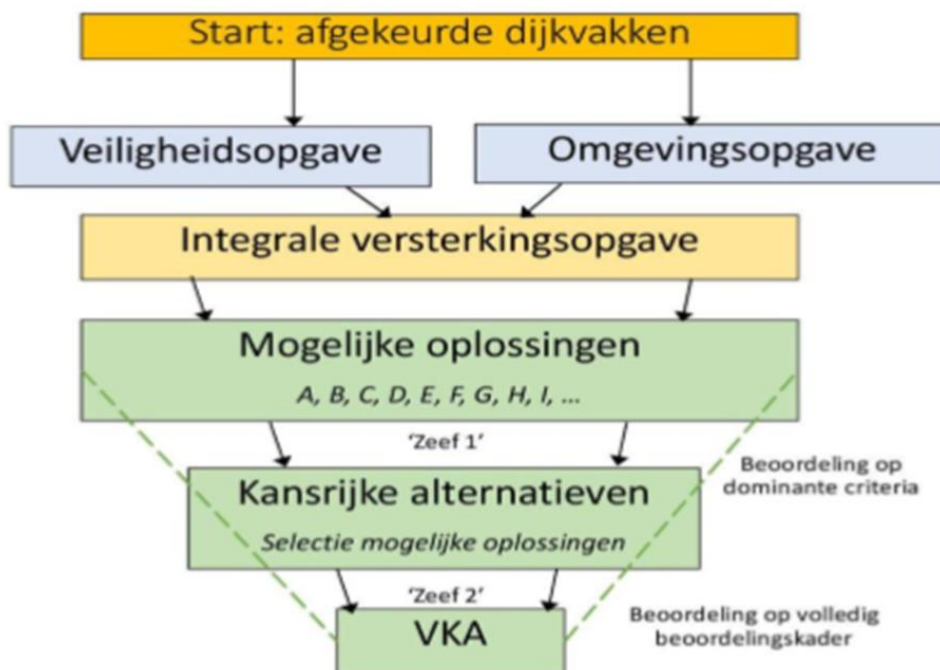 Start: afgekeurde dijkvakken
Veiligheidsopgave
Omgevingsopgave
Integrale versterkingsopgave
Mogelijke oplossingen
A, B, C, D, E, F, G, H, I, ...
'Zeef 1'
Beoordeling op
dominante criteria
Kansrijke alternatieven
Selectie mogelijke oplossingen
'Zeef 2'
Beoordeling op volledig
beoordelingskader
VKA